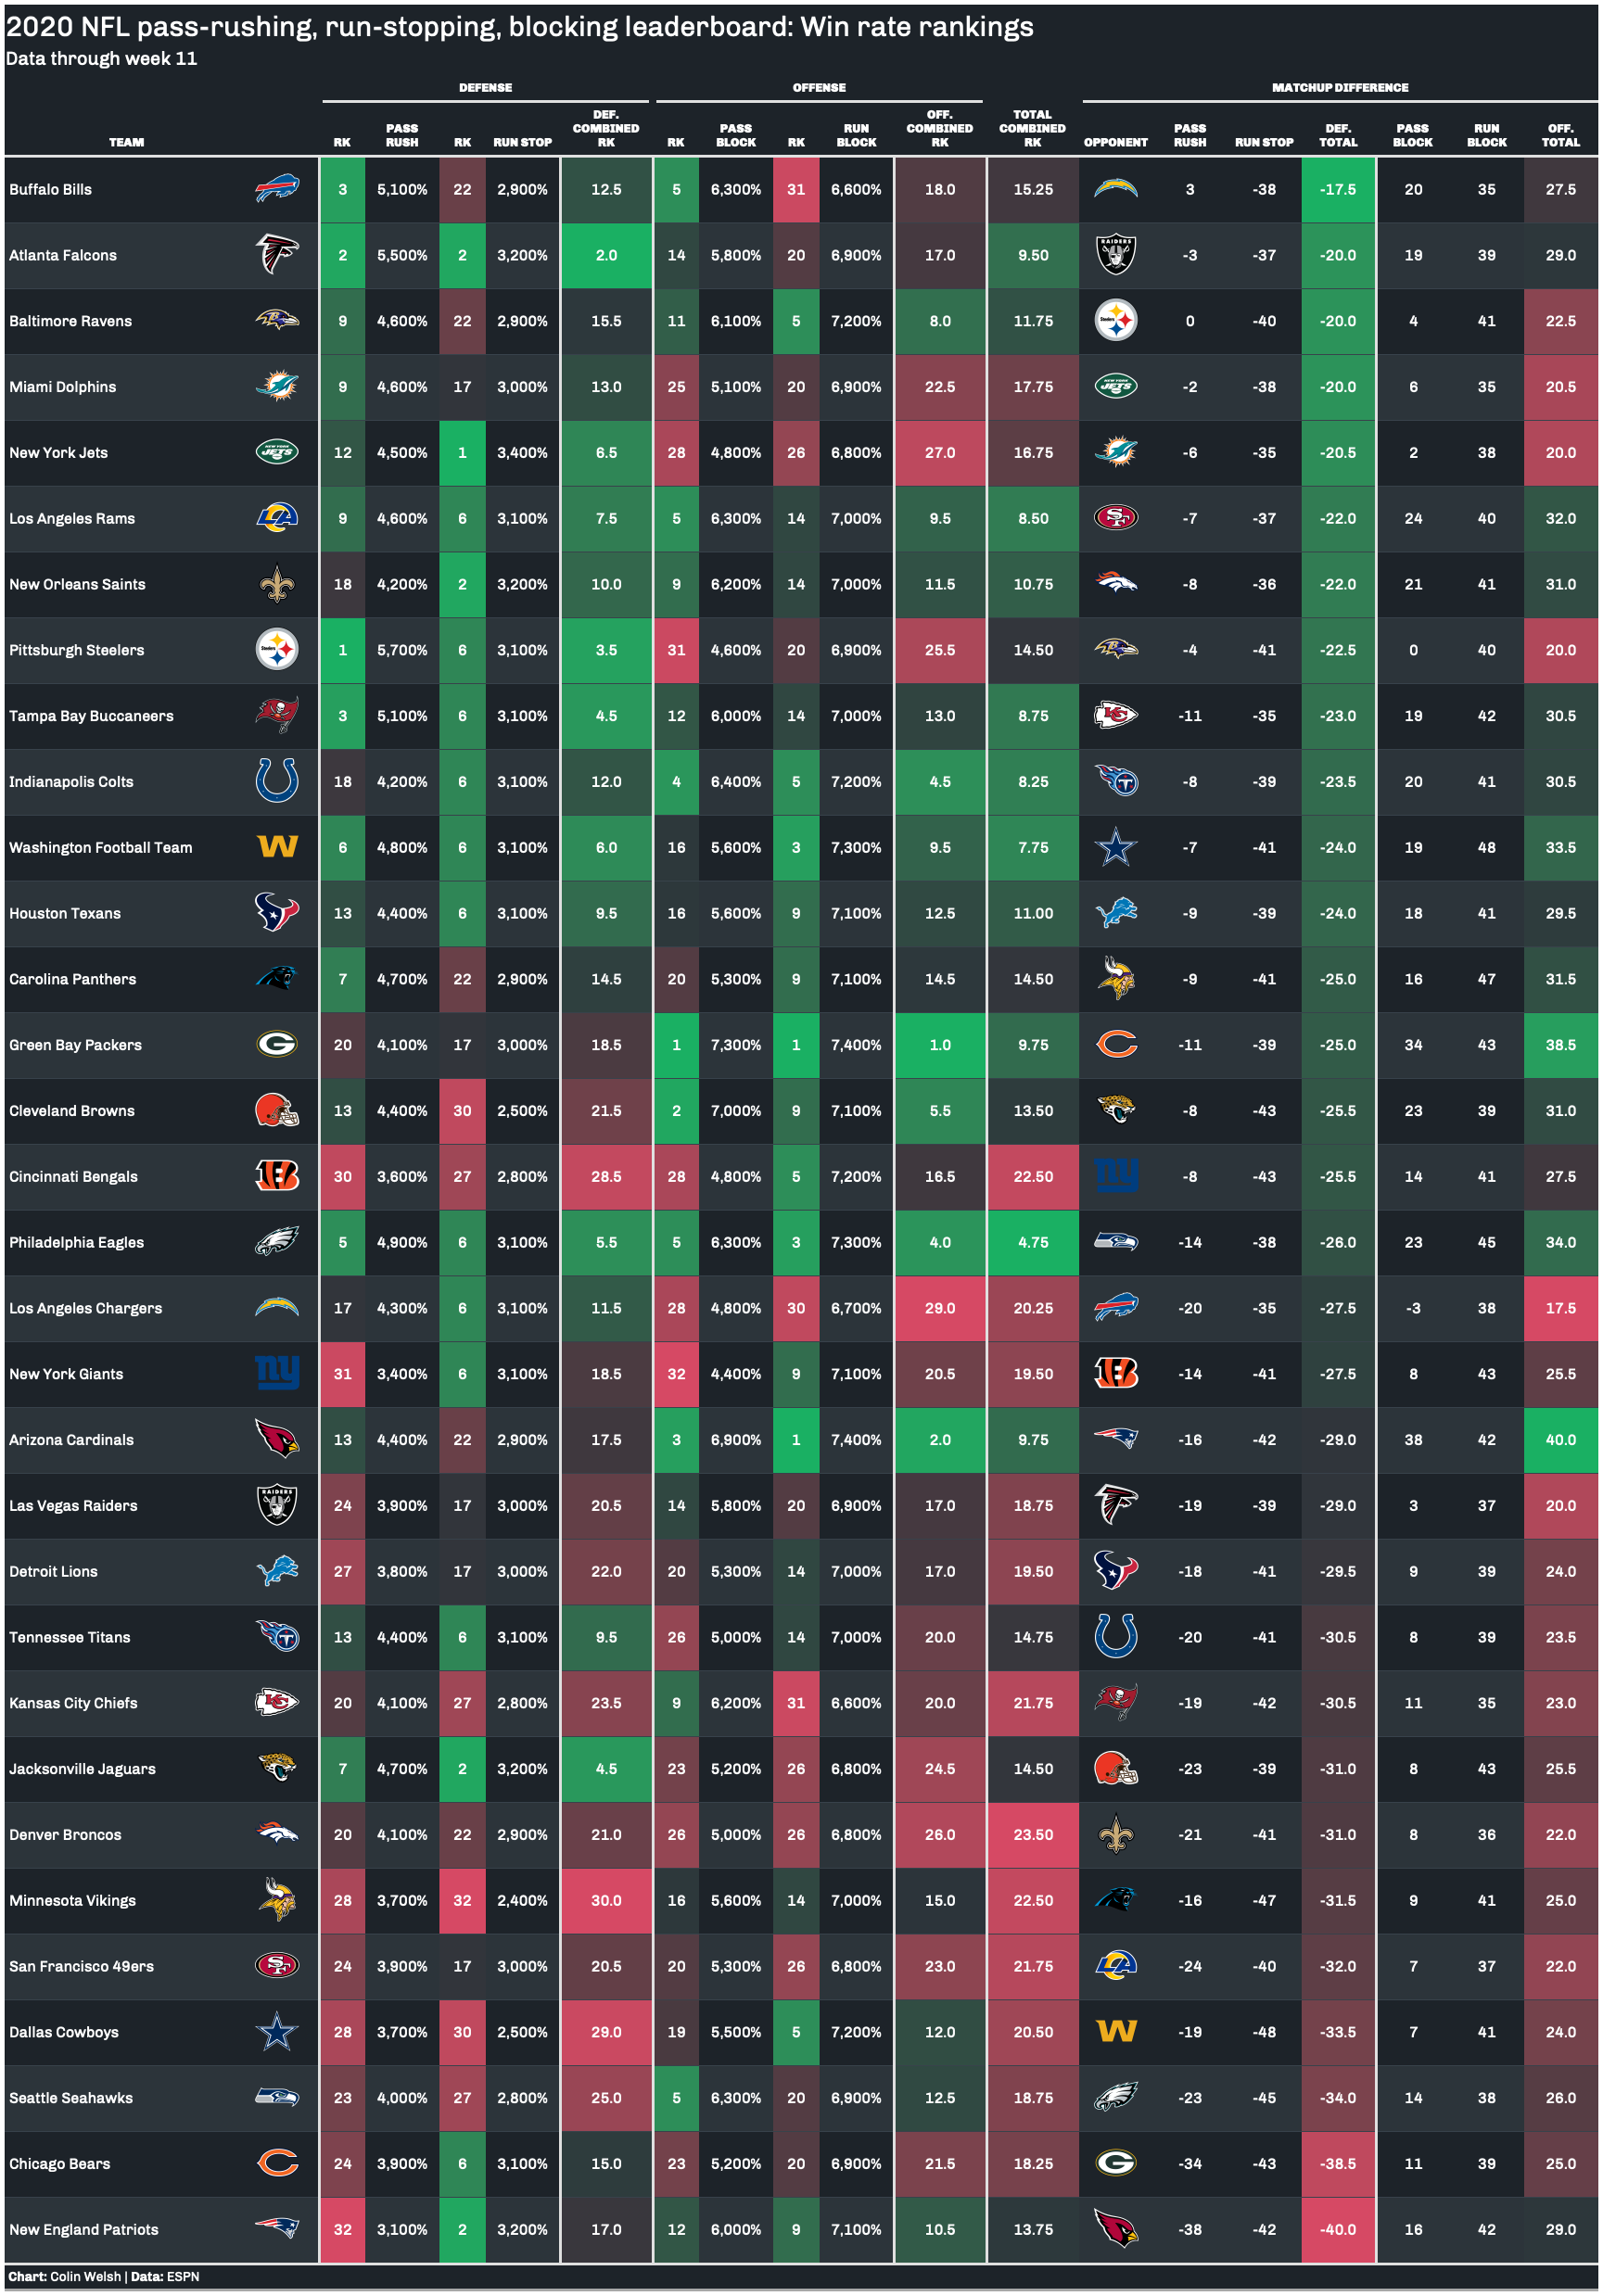 2020 NFL pass-rushing, run-stopping, blocking leaderboard: Win rate rankings
Data through week 11
DEFENSE OFFENSE MATCHUP DIFFERENCE
TEAM RK PASS RUSH RK RUN STOP DEF. COMBINED RK RK PASS BLOCK RK RUN BLOCK OFF. COMBINED RK TOTAL COMBINED RK OPPONENT PASS RUSH RUN STOP DEF. TOTAL PASS BLOCK RUN BLOCK OFF. TOTAL
Buffalo Bills 3 5,100% 22 2,900% 12.5 5 6,300% 31 6,600% 18.0 15.25 3 -38 -17.5 20 35 27.5
Atlanta Falcons 2 5,500% 2 3,200% 2.0 14 5,800% 20 6,900% 17.0 9.50 RAIDERS -3 -37 -20.0 19 39 29.0
Baltimore Ravens 9 4,600% 22 2,900% 15.5 11 6,100% 5 7,200% 8.0 11.75 Steelers 0 -40 -20.0 4 41 22.5
Miami Dolphins 9 4,600% 17 3,000% 13.0 25 5,100% 20 6,900% 22.5 17.75 NEW YORK JETS -2 -38 -20.0 6 35 20.5
New York Jets NEW YORK JETS 12 4,500% 1 3,400% 6.5 28 4,800% 26 6,800% 27.0 16.75 -6 -35 -20.5 2 38 20.0
Los Angeles Rams LA 9 4,600% 6 3,100% 7.5 5 6,300% 14 7,000% 9.5 8.50 SF -7 -37 -22.0 24 40 32.0
New Orleans Saints 18 4,200% 2 3,200% 10.0 9 6,200% 14 7,000% 11.5 10.75 -8 -36 -22.0 21 41 31.0
Pittsburgh Steelers Steelers 1 5,700% 6 3,100% 3.5 31 4,600% 20 6,900% 25.5 14.50 -4 -41 -22.5 0 40 20.0
Tampa Bay Buccaneers 3 5,100% 6 3,100% 4.5 12 6,000% 14 7,000% 13.0 8.75 KC -11 -35 -23.0 19 42 30.5
Indianapolis Colts 18 4,200% 6 3,100% 12.0 4 6,400% 5 7,200% 4.5 8.25 T -8 -39 -23.5 20 41 30.5
Washington Football Team W 6 4,800% 6 3,100% 6.0 16 5,600% 3 7,300% 9.5 7.75 -7 -41 -24.0 19 48 33.5
Houston Texans 13 4,400% 6 3,100% 9.5 16 5,600% 9 7,100% 12.5 11.00 -9 -39 -24.0 18 41 29.5
Carolina Panthers 7 4,700% 22 2,900% 14.5 20 5,300% 9 7,100% 14.5 14.50 -9 -41 -25.0 16 47 31.5
Green Bay Packers G 20 4,100% 17 3,000% 18.5 1 7,300% 1 7,400% 1.0 9.75 C -11 -39 -25.0 34 43 38.5
Cleveland Browns 13 4,400% 30 2,500% 21.5 2 7,000% 9 7,100% 5.5 13.50 -8 -43 -25.5 23 39 31.0
Cincinnati Bengals B 30 3,600% 27 2,800% 28.5 28 4,800% 5 7,200% 16.5 22.50 ny -8 -43 -25.5 14 41 27.5
Philadelphia Eagles 5 4,900% 6 3,100% 5.5 5 6,300% 3 7,300% 4.0 4.75 -14 -38 -26.0 23 45 34.0
Los Angeles Chargers 17 4,300% 6 3,100% 11.5 28 4,800% 30 6,700% 29.0 20.25 -20 -35 -27.5 -3 38 17.5
New York Giants ny 31 3,400% 6 3,100% 18.5 32 4,400% 9 7,100% 20.5 19.50 B -14 -41 -27.5 8 43 25.5
Arizona Cardinals 13 4,400% 22 2,900% 17.5 3 6,900% 1 7,400% 2.0 9.75 -16 -42 -29.0 38 42 40.0
Las Vegas Raiders RAIDERS 24 3,900% 17 3,000% 20.5 14 5,800% 20 6,900% 17.0 18.75 -19 -39 -29.0 3 37 20.0
Detroit Lions 27 3,800% 17 3,000% 22.0 20 5,300% 14 7,000% 17.0 19.50 -18 -41 -29.5 9 39 24.0
Tennessee Titans T 13 4,400% 6 3,100% 9.5 26 5,000% 14 7,000% 20.0 14.75 -20 -41 -30.5 8 39 23.5
Kansas City Chiefs KC 20 4,100% 27 2,800% 23.5 9 6,200% 31 6,600% 20.0 21.75 -19 -42 -30.5 11 35 23.0
Jacksonville Jaguars 7 4,700% 2 3,200% 4.5 23 5,200% 26 6,800% 24.5 14.50 -23 -39 -31.0 8 43 25.5
Denver Broncos 20 4,100% 22 2,900% 21.0 26 5,000% 26 6,800% 26.0 23.50 -21 -41 -31.0 8 36 22.0
Minnesota Vikings 28 3,700% 32 2,400% 30.0 16 5,600% 14 7,000% 15.0 22.50 -16 -47 -31.5 9 41 25.0
San Francisco 49ers SF 24 3,900% 17 3,000% 20.5 20 5,300% 26 6,800% 23.0 21.75 LA -24 -40 -32.0 7 37 22.0
Dallas Cowboys 28 3,700% 30 2,500% 29.0 19 5,500% 5 7,200% 12.0 20.50 W -19 -48 -33.5 7 41 24.0
Seattle Seahawks 23 4,000% 27 2,800% 25.0 5 6,300% 20 6,900% 12.5 18.75 -23 -45 -34.0 14 38 26.0
Chicago Bears C 24 3,900% 6 3,100% 15.0 23 5,200% 20 6,900% 21.5 18.25 G -34 -43 -38.5 11 39 25.0
New England Patriots 32 3,100% 2 3,200% 17.0 12 6,000% 9 7,100% 10.5 13.75 -38 -42 -40.0 16 42 29.0
Chart: Colin Welsh | Data: ESPN